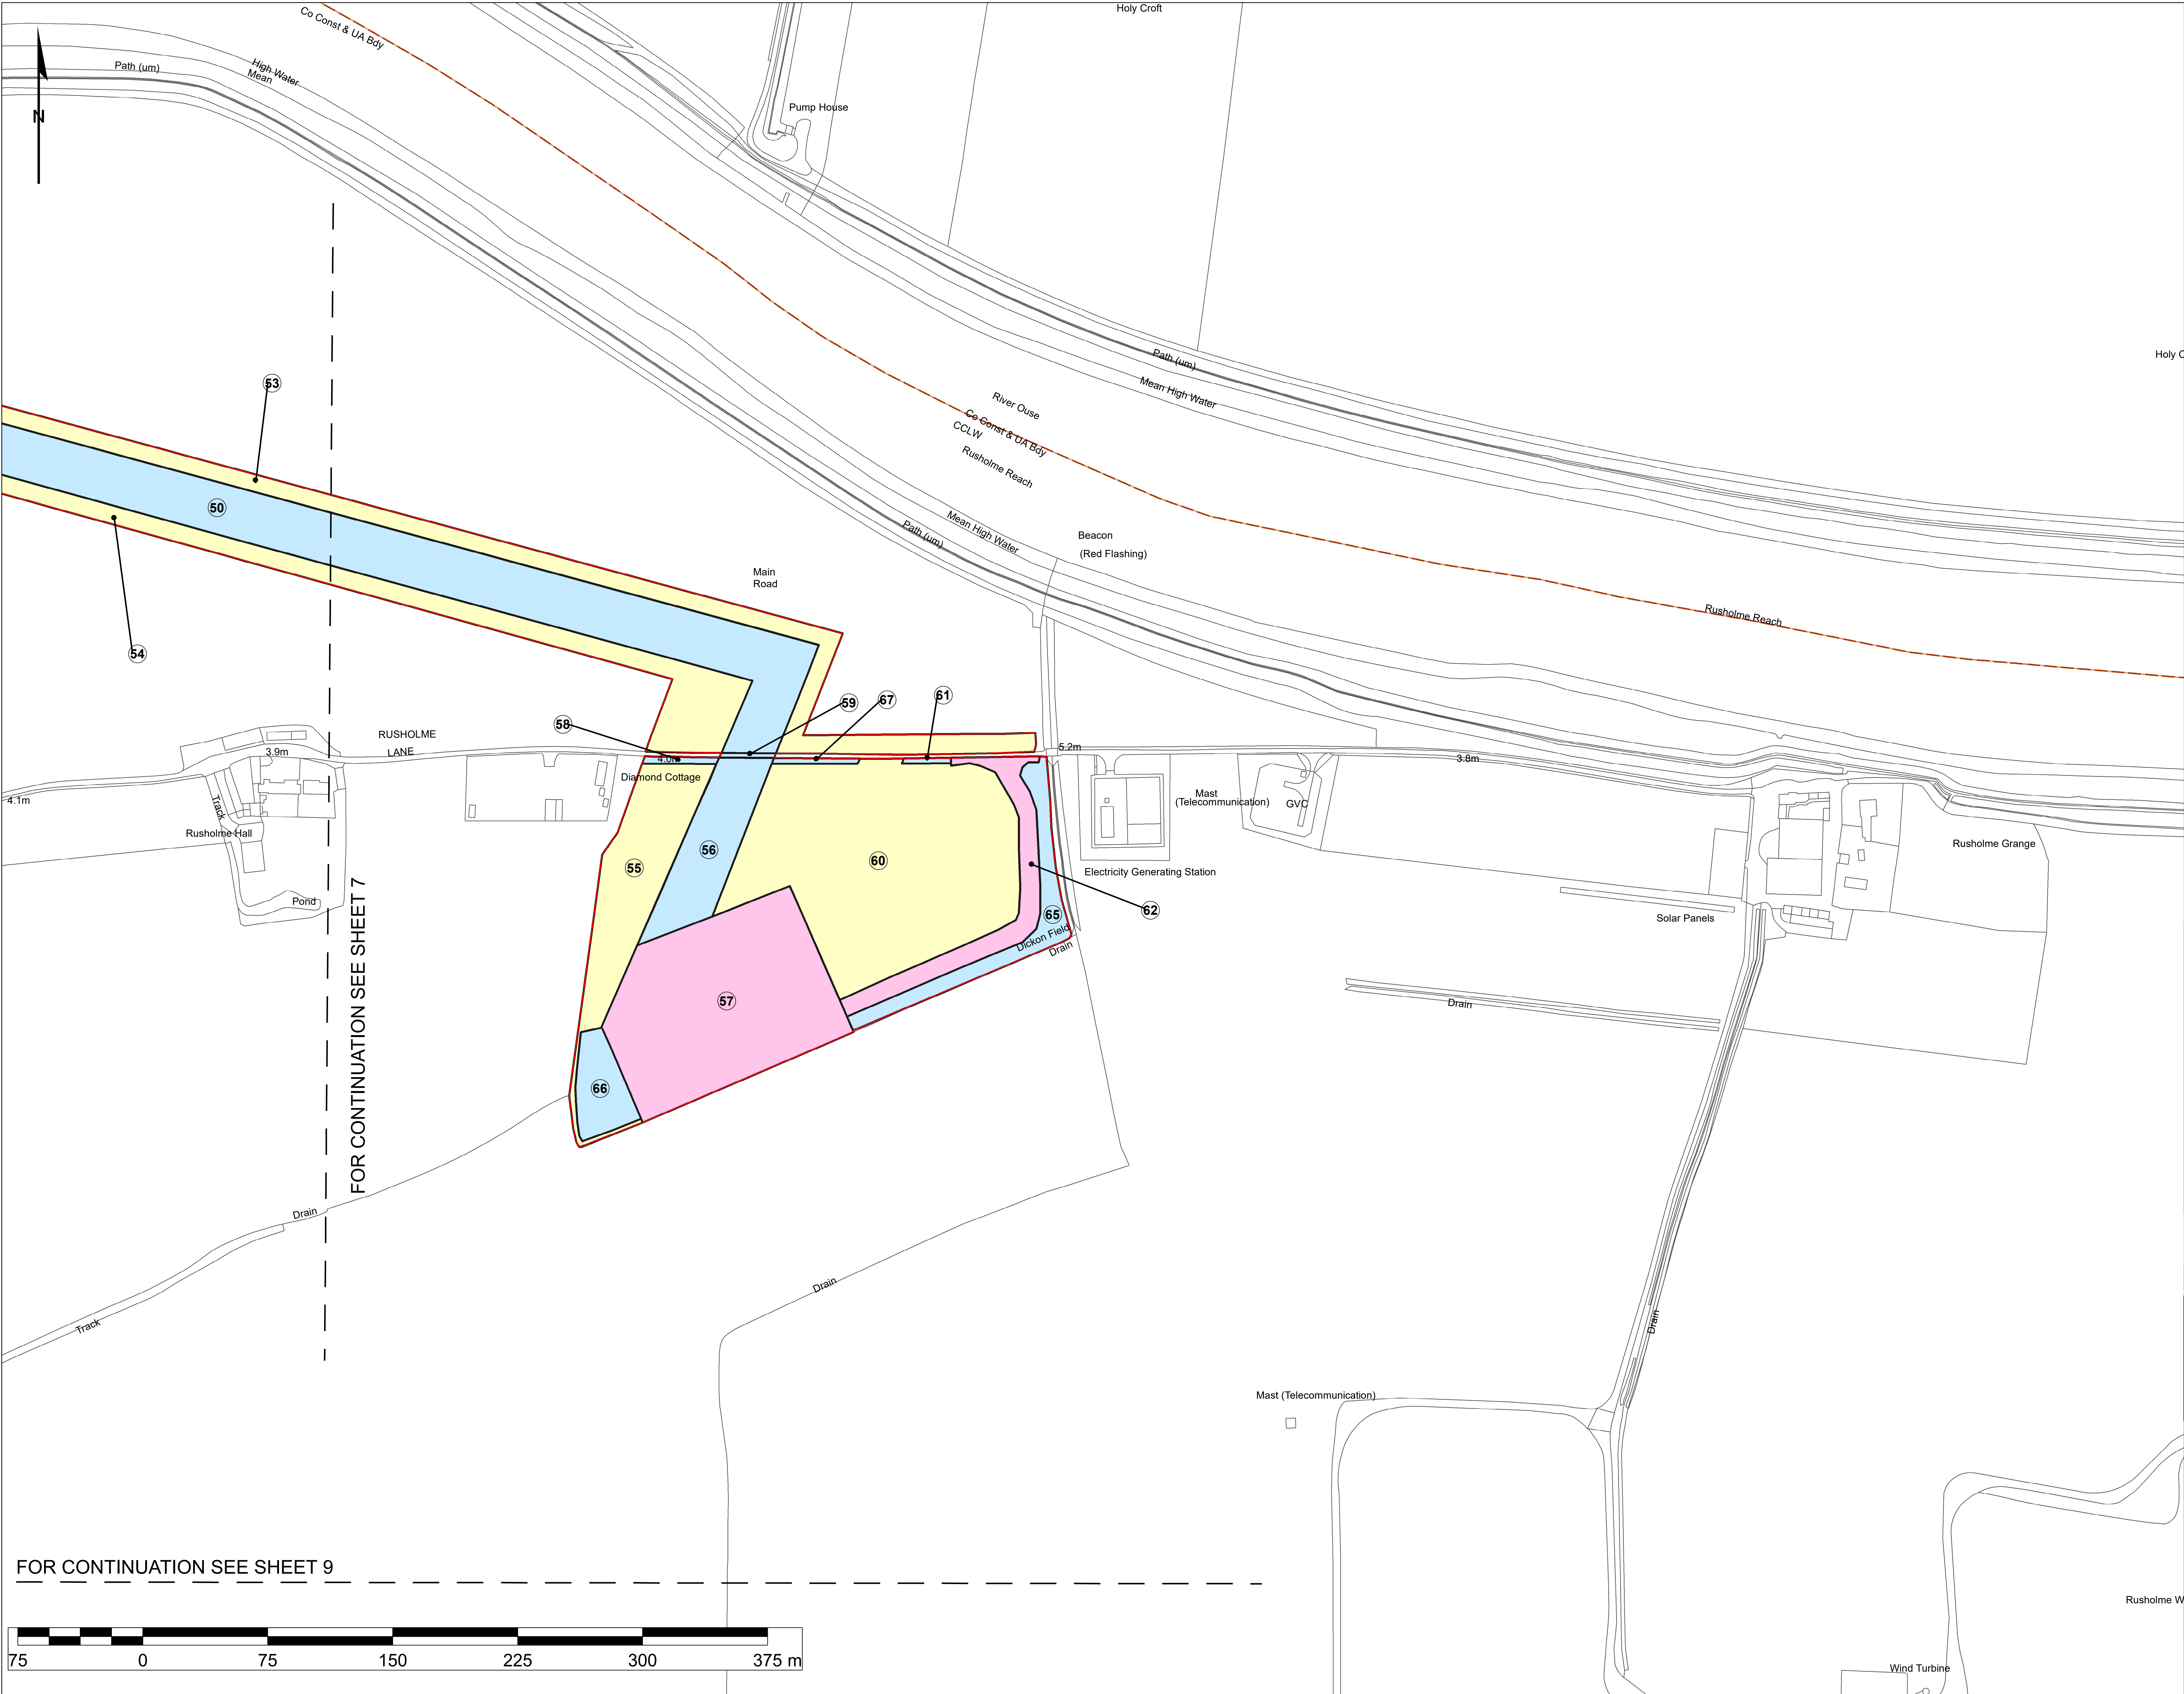 Holy Croft
Co Const & UA Bdy
N
Path (um)
High Water
Mean
Pump House
Holy C
Path (um)
Mean High Water
53
River Ouse
Co Const & UA Bdy
CCLW
Rusholme Reach
50
Mean High Water
Path (um)
Beacon
(Red Flashing)
Main
Road
Rusholme Reach
54
59
67
61
58
RUSHOLME
LANE
3.9m
4.0m
5.2m
3.8m
Diamond Cottage
4.1m
Track
Mast
(Telecommunication)
GVC
Rusholme Hall
Rusholme Grange
56
60
55
Electricity Generating Station
Pond
62
65
Solar Panels
Dickon Field
Drain
57
Drain
66
FOR CONTINUATION SEE SHEET 7
Drain
Drain
Track
Drain
Mast (Telecommunication)
FOR CONTINUATION SEE SHEET 9
Rusholme W
75 0 75 150 225 300 375 m
Wind Turbine